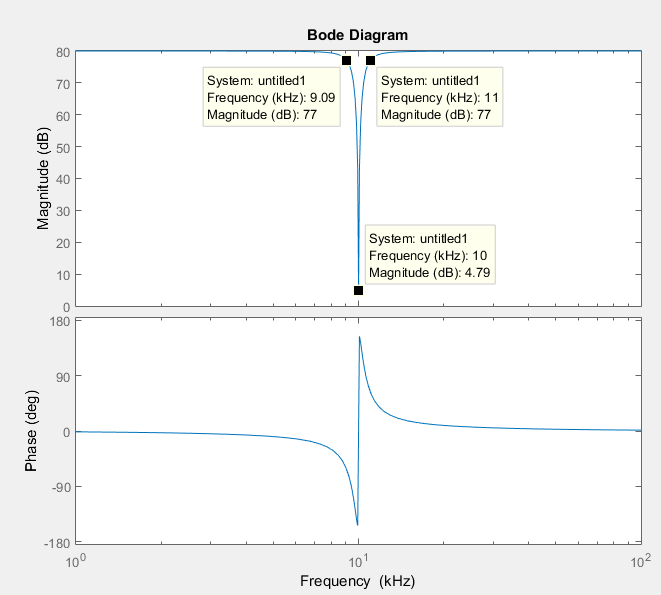 Bode Diagram
80
70
60
50
40
30
20
10
0
Magnitude (dB)
System: untitled1
Frequency (kHz): 9.09
Magnitude (dB): 77
System: untitled1
Frequency (kHz): 11
Magnitude (dB): 77
System: untitled1
Frequency (kHz): 10
Magnitude (dB): 4.79
180
90
0
-90
-180
Phase (deg)
10^0
10^1
10^2
Frequency (kHz)